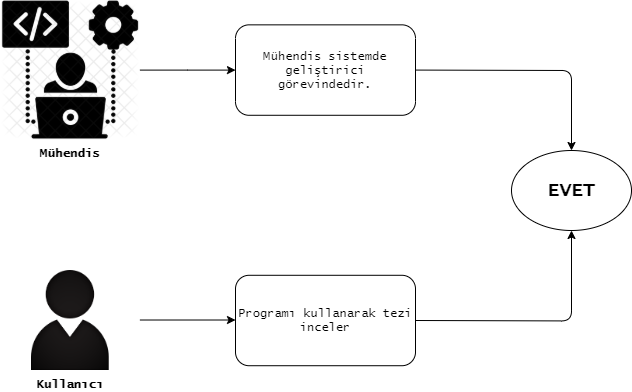 </>
Mühendis sistemde
geliştirici
görevindedir.
Mühendis
EVET
Programı kullanarak tezi
inceler
Kullanıcı